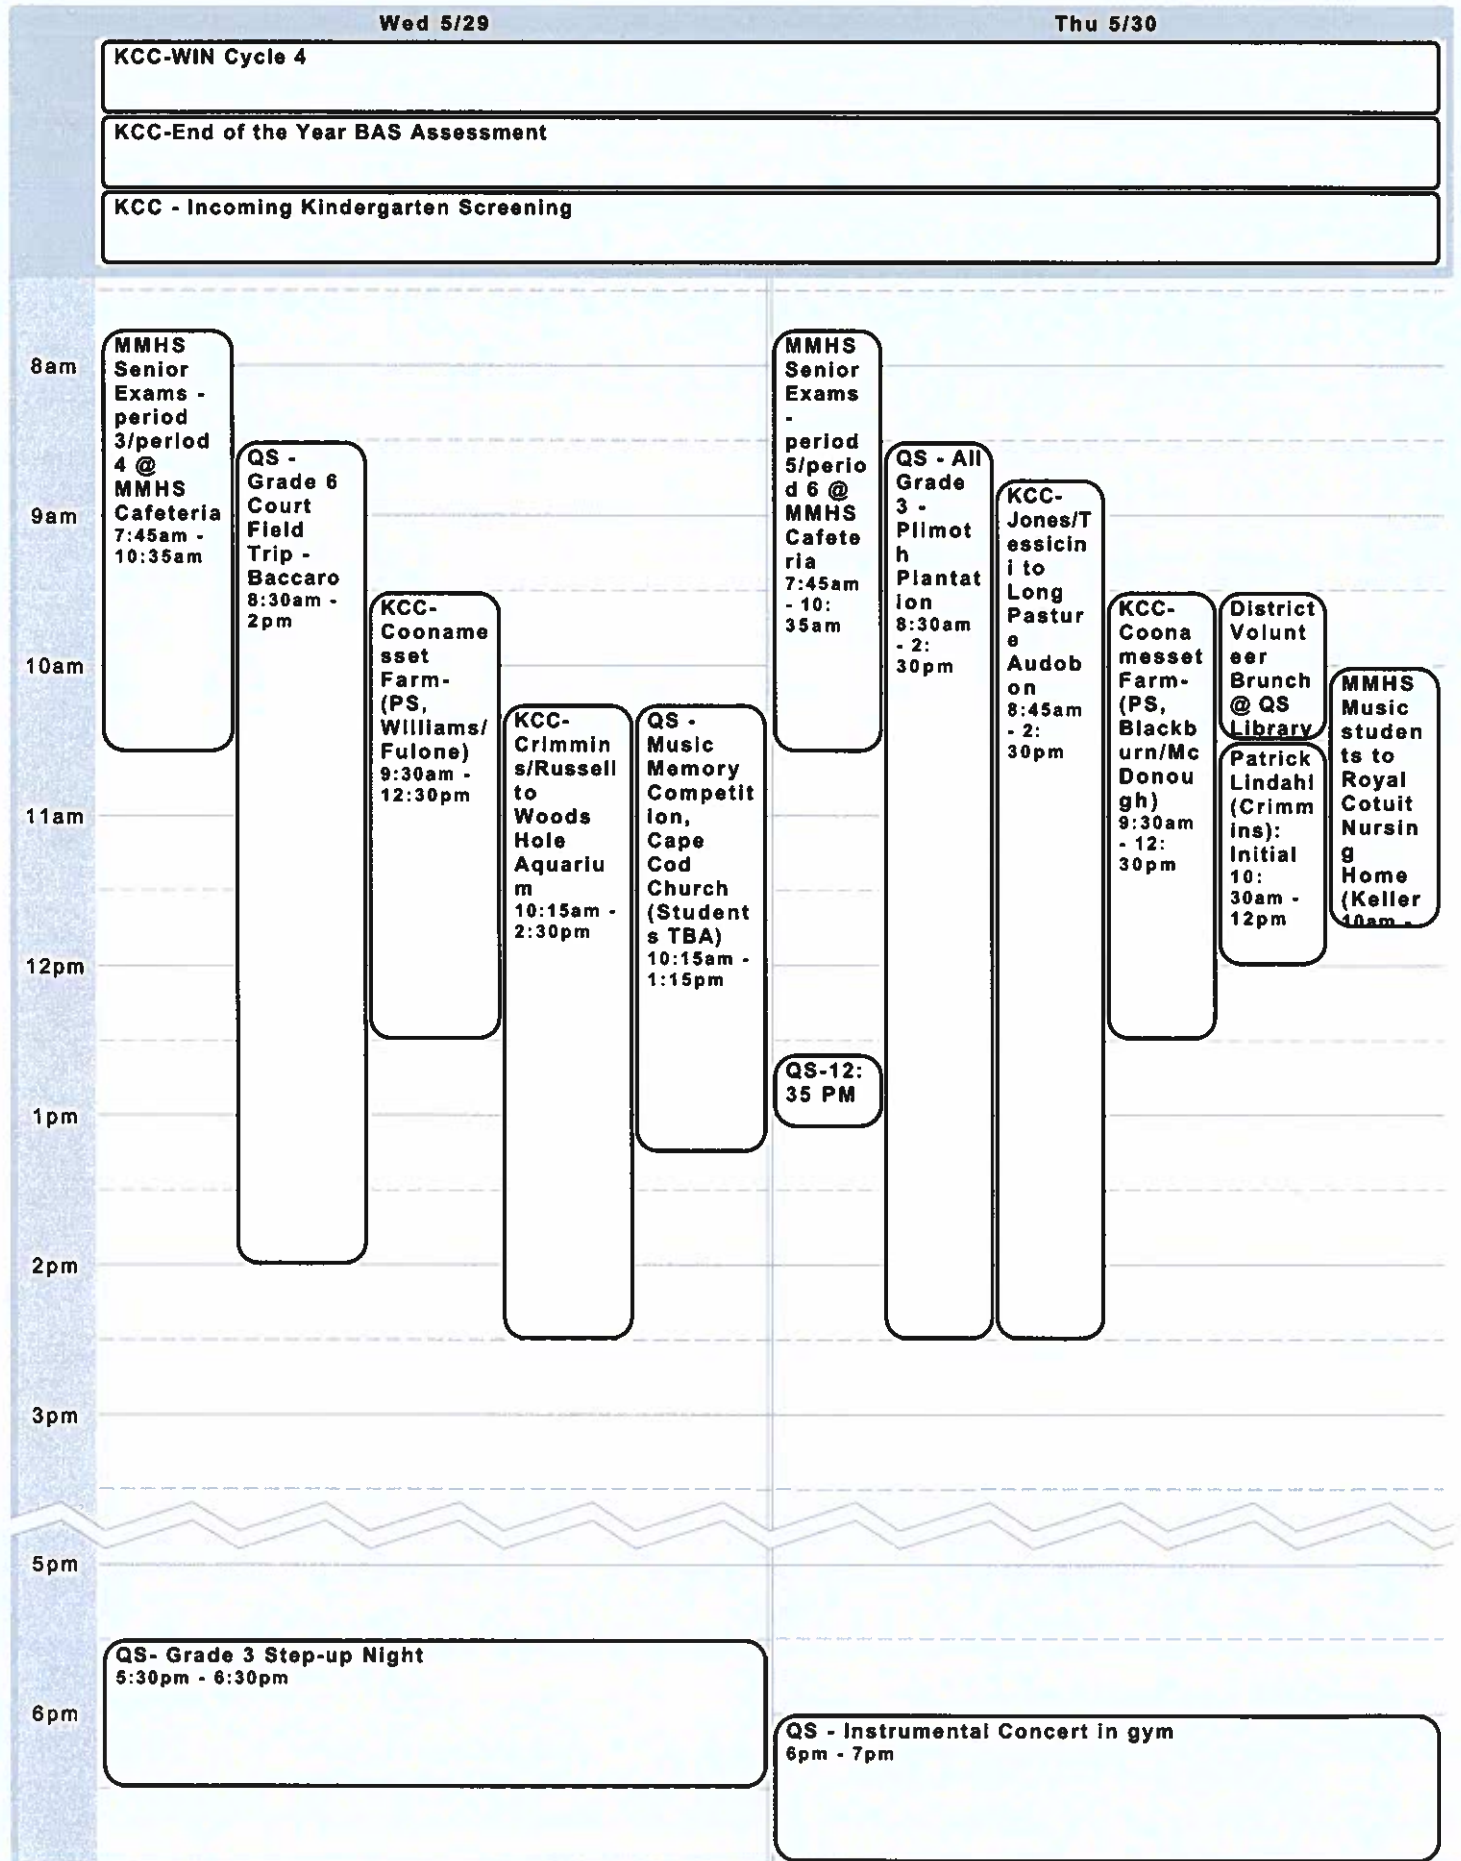 Wed 5/29
Thu 5/30
KCC-WIN Cycle 4
KCC-End of the Year BAS Assessment
KCC - Incoming Kindergarten Screening
8am
9am
10am
11am
12pm
1pm
2pm
3pm
5pm
6pm
MMHS
Senior
Exams -
period
3/period
4 @
MMHS
Cafeteria
7:45am -
10:35am
QS -
Grade 6
Court
Field
Trip -
Baccaro
8:30am -
2pm
KCC-
Cooname
sset
Farm-
(PS,
Williams/
Fulone)
9:30am -
12:30pm
KCC-
Crimmin
s/Russell
to
Woods
Hole
Aquariu
m
10:15am -
2:30pm
QS -
Music
Memory
Competit
ion,
Cape
Cod
Church
(Student
s TBA)
10:15am -
1:15pm
MMHS
Senior
Exams
-
period
5/perio
d 6 @
MMHS
Cafete
ria
7:45am
- 10:
35am
QS - All
Grade
3 -
Plimot
h
Plantat
ion
8:30am
- 2:
30pm
KCC-
Jones/T
essicin
i to
Long
Pastur
e
Audob
on
8:45am
- 2:
30pm
KCC-
Coona
messet
Farm-
(PS,
Blackb
urn/Mc
Donou
gh)
9:30am
- 12:
30pm
District
Volunt
eer
Brunch
@ QS
Library
Patrick
Lindahl
(Crimm
ins):
Initial
10:
30am -
12pm
MMHS
Music
studen
ts to
Royal
Cotuit
Nursin
g
Home
(Keller
10am -
QS-12:
35 PM
QS- Grade 3 Step-up Night
5:30pm - 6:30pm
QS - Instrumental Concert in gym
6pm - 7pm